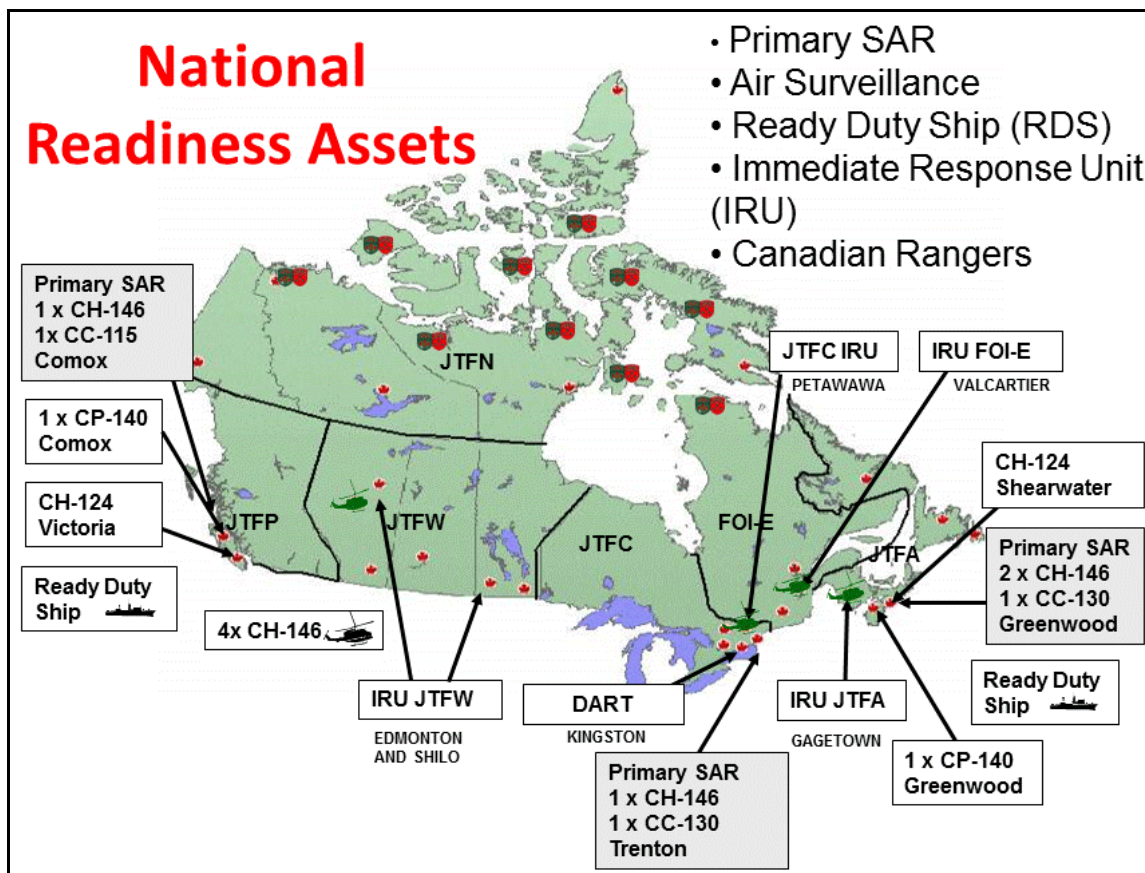 National
Readiness Assets
• Primary SAR
• Air Surveillance
• Ready Duty Ship (RDS)
• Immediate Response Unit
(IRU)
• Canadian Rangers
Primary SAR
1 x CH-146
1x CC-115
Comox
1 x CP-140
Comox
CH-124
Victoria
Ready Duty
Ship
4x CH-146
JTFN
JTFP
JTFW
JTFC
FOI-E
JTFA
JTFC IRU
PETAWAWA
IRU FOI-E
VALCARTIER
CH-124
Shearwater
Primary SAR
2 x CH-146
1 x CC-130
Greenwood
Ready Duty
Ship
1 x CP-140
Greenwood
IRU JTFA
GAGETOWN
DART
KINGSTON
Primary SAR
1 x CH-146
1 x CC-130
Trenton
IRU JTFW
EDMONTON
AND SHILO